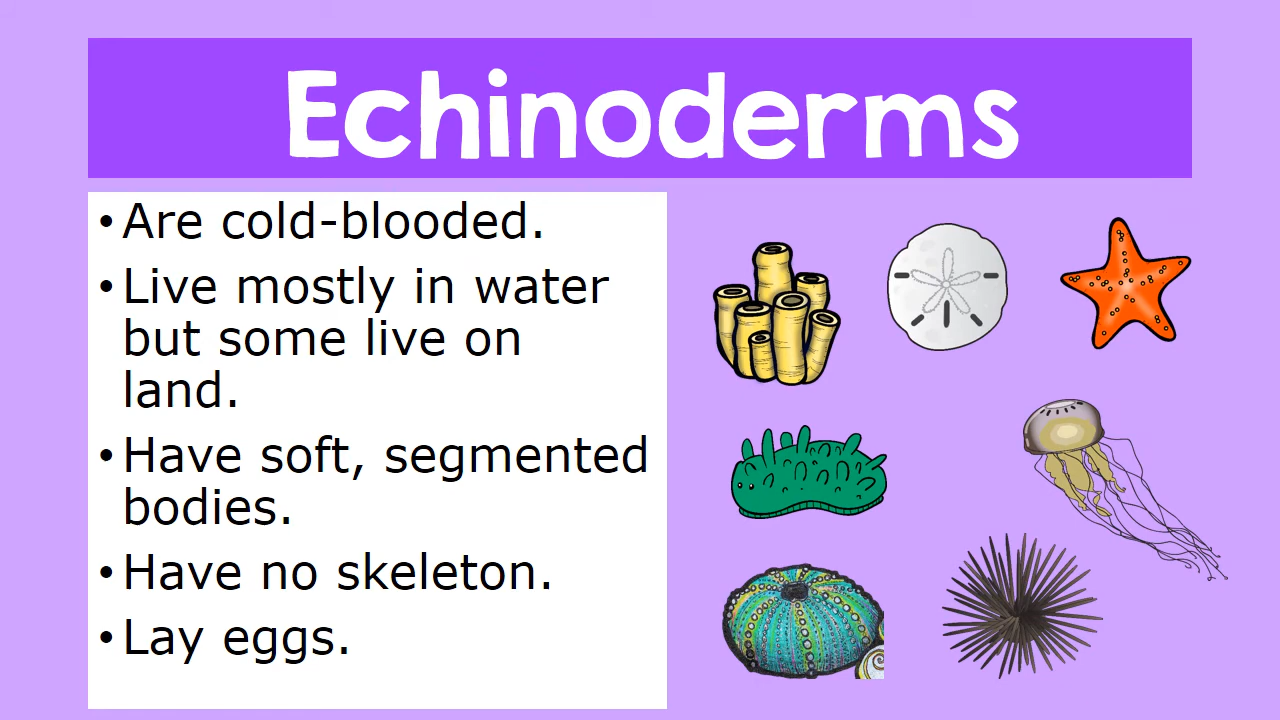 Echinoderms
•Are cold-blooded.
•Live mostly in water
but some live on
land.
•Have soft, segmented
bodies.
•Have no skeleton.
•Lay eggs.